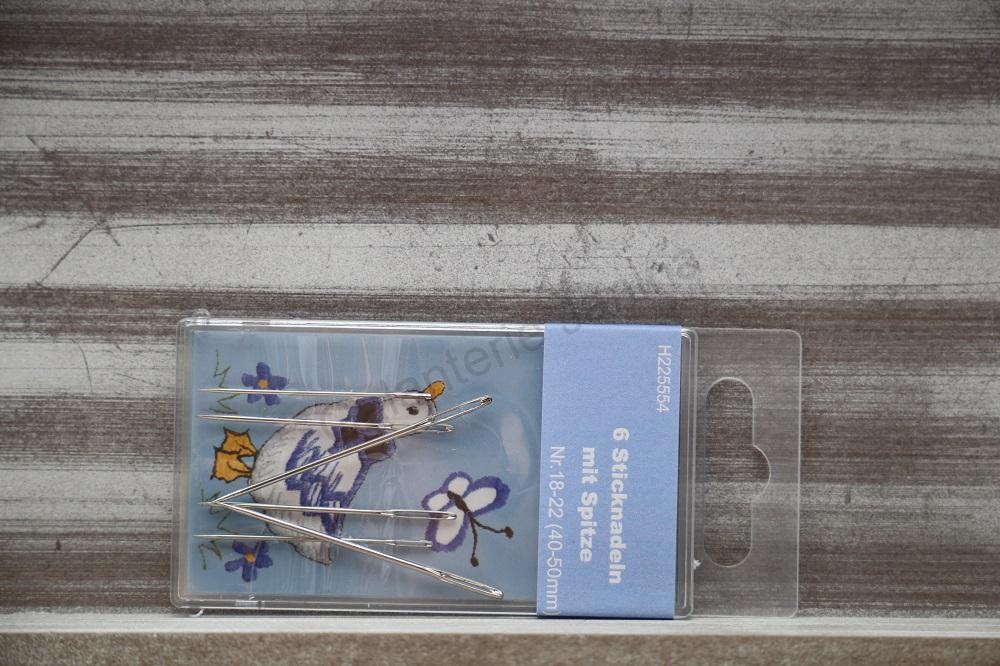 H225554
6 Sticknadeln
mit Spitze
Nr.18-22 (40-50mm)